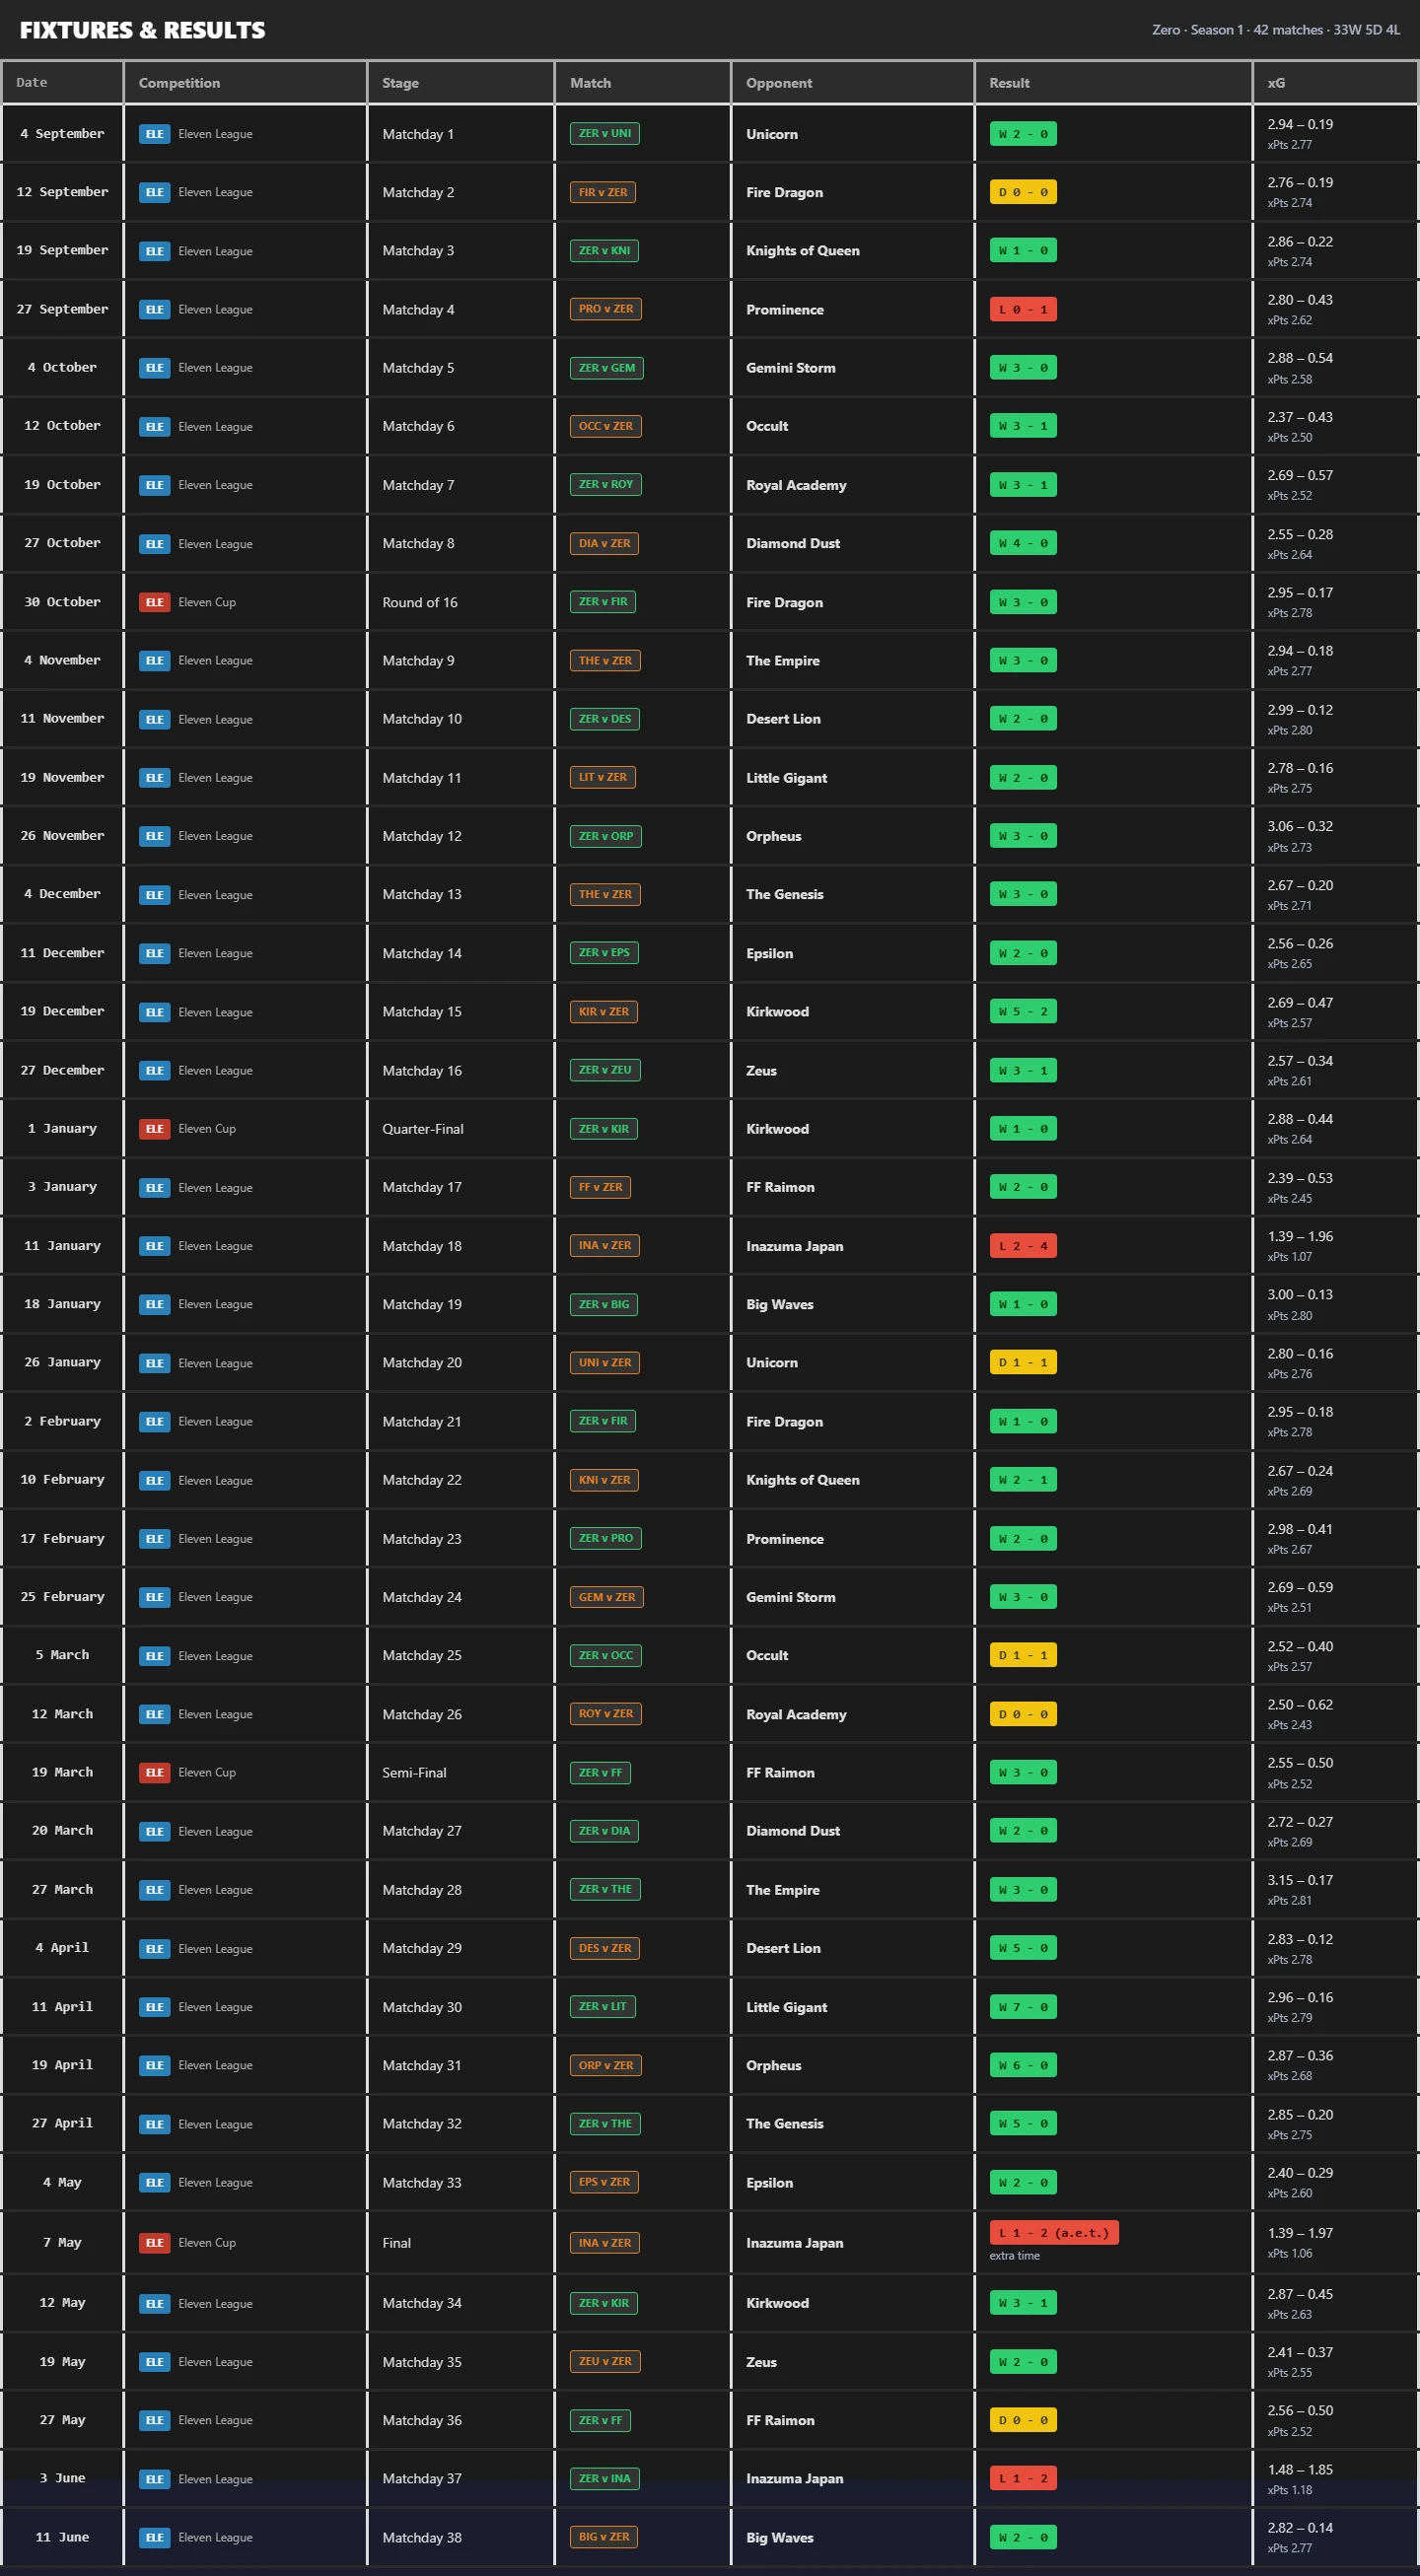 FIXTURES & RESULTS
Zero · Season 1 · 42 matches · 33W 5D 4L
Date Competition Stage Match Opponent Result xG
4 September ELE Eleven League Matchday 1 ZER v UNI Unicorn W 2 - 0 2.94 – 0.19
xPts 2.77
12 September ELE Eleven League Matchday 2 FIR v ZER Fire Dragon D 0 - 0 2.76 – 0.19
xPts 2.74
19 September ELE Eleven League Matchday 3 ZER v KNI Knights of Queen W 1 - 0 2.86 – 0.22
xPts 2.74
27 September ELE Eleven League Matchday 4 PRO v ZER Prominence L 0 - 1 2.80 – 0.43
xPts 2.62
4 October ELE Eleven League Matchday 5 ZER v GEM Gemini Storm W 3 - 0 2.88 – 0.54
xPts 2.58
12 October ELE Eleven League Matchday 6 OCC v ZER Occult W 3 - 1 2.37 – 0.43
xPts 2.50
19 October ELE Eleven League Matchday 7 ZER v ROY Royal Academy W 3 - 1 2.69 – 0.57
xPts 2.52
27 October ELE Eleven League Matchday 8 DIA v ZER Diamond Dust W 4 - 0 2.55 – 0.28
xPts 2.64
30 October ELE Eleven Cup Round of 16 ZER v FIR Fire Dragon W 3 - 0 2.95 – 0.17
xPts 2.78
4 November ELE Eleven League Matchday 9 THE v ZER The Empire W 3 - 0 2.94 – 0.18
xPts 2.77
11 November ELE Eleven League Matchday 10 ZER v DES Desert Lion W 2 - 0 2.99 – 0.12
xPts 2.80
19 November ELE Eleven League Matchday 11 LIT v ZER Little Gigant W 2 - 0 2.78 – 0.16
xPts 2.75
26 November ELE Eleven League Matchday 12 ZER v ORP Orpheus W 3 - 0 3.06 – 0.32
xPts 2.73
4 December ELE Eleven League Matchday 13 THE v ZER The Genesis W 3 - 0 2.67 – 0.20
xPts 2.71
11 December ELE Eleven League Matchday 14 ZER v EPS Epsilon W 2 - 0 2.56 – 0.26
xPts 2.65
19 December ELE Eleven League Matchday 15 KIR v ZER Kirkwood W 5 - 2 2.69 – 0.47
xPts 2.57
27 December ELE Eleven League Matchday 16 ZER v ZEU Zeus W 3 - 1 2.57 – 0.34
xPts 2.61
1 January ELE Eleven Cup Quarter-Final ZER v KIR Kirkwood W 1 - 0 2.88 – 0.44
xPts 2.64
3 January ELE Eleven League Matchday 17 FF v ZER FF Raimon W 2 - 0 2.39 – 0.53
xPts 2.45
11 January ELE Eleven League Matchday 18 INA v ZER Inazuma Japan L 2 - 4 1.39 – 1.96
xPts 1.07
18 January ELE Eleven League Matchday 19 ZER v BIG Big Waves W 1 - 0 3.00 – 0.13
xPts 2.80
26 January ELE Eleven League Matchday 20 UNI v ZER Unicorn D 1 - 1 2.80 – 0.16
xPts 2.76
2 February ELE Eleven League Matchday 21 ZER v FIR Fire Dragon W 1 - 0 2.95 – 0.18
xPts 2.78
10 February ELE Eleven League Matchday 22 KNI v ZER Knights of Queen W 2 - 1 2.67 – 0.24
xPts 2.69
17 February ELE Eleven League Matchday 23 ZER v PRO Prominence W 2 - 0 2.98 – 0.41
xPts 2.67
25 February ELE Eleven League Matchday 24 GEM v ZER Gemini Storm W 3 - 0 2.69 – 0.59
xPts 2.51
5 March ELE Eleven League Matchday 25 ZER v OCC Occult D 1 - 1 2.52 – 0.40
xPts 2.57
12 March ELE Eleven League Matchday 26 ROY v ZER Royal Academy D 0 - 0 2.50 – 0.62
xPts 2.43
19 March ELE Eleven Cup Semi-Final ZER v FF FF Raimon W 3 - 0 2.55 – 0.50
xPts 2.52
20 March ELE Eleven League Matchday 27 ZER v DIA Diamond Dust W 2 - 0 2.72 – 0.27
xPts 2.69
27 March ELE Eleven League Matchday 28 ZER v THE The Empire W 3 - 0 3.15 – 0.17
xPts 2.81
4 April ELE Eleven League Matchday 29 DES v ZER Desert Lion W 5 - 0 2.83 – 0.12
xPts 2.78
11 April ELE Eleven League Matchday 30 ZER v LIT Little Gigant W 7 - 0 2.96 – 0.16
xPts 2.79
19 April ELE Eleven League Matchday 31 ORP v ZER Orpheus W 6 - 0 2.87 – 0.36
xPts 2.68
27 April ELE Eleven League Matchday 32 ZER v THE The Genesis W 5 - 0 2.85 – 0.20
xPts 2.75
4 May ELE Eleven League Matchday 33 EPS v ZER Epsilon W 2 - 0 2.40 – 0.29
xPts 2.60
7 May ELE Eleven Cup Final INA v ZER Inazuma Japan L 1 - 2 (a.e.t.) 1.39 – 1.97
extra time xPts 1.06
12 May ELE Eleven League Matchday 34 ZER v KIR Kirkwood W 3 - 1 2.87 – 0.45
xPts 2.63
19 May ELE Eleven League Matchday 35 ZEU v ZER Zeus W 2 - 0 2.41 – 0.37
xPts 2.55
27 May ELE Eleven League Matchday 36 ZER v FF FF Raimon D 0 - 0 2.56 – 0.50
xPts 2.52
3 June ELE Eleven League Matchday 37 ZER v INA Inazuma Japan L 1 - 2 1.48 – 1.85
xPts 1.18
11 June ELE Eleven League Matchday 38 BIG v ZER Big Waves W 2 - 0 2.82 – 0.14
xPts 2.77